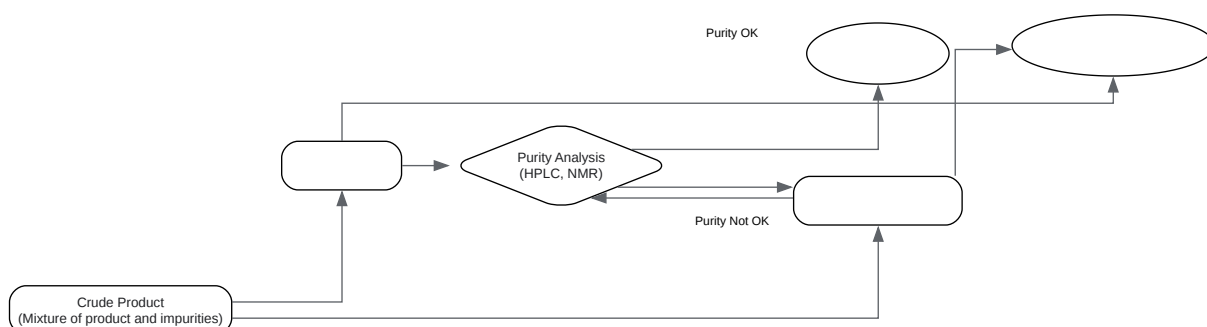 Purity OK
Purity Analysis
(HPLC, NMR)
Purity Not OK
Crude Product
(Mixture of product and impurities)